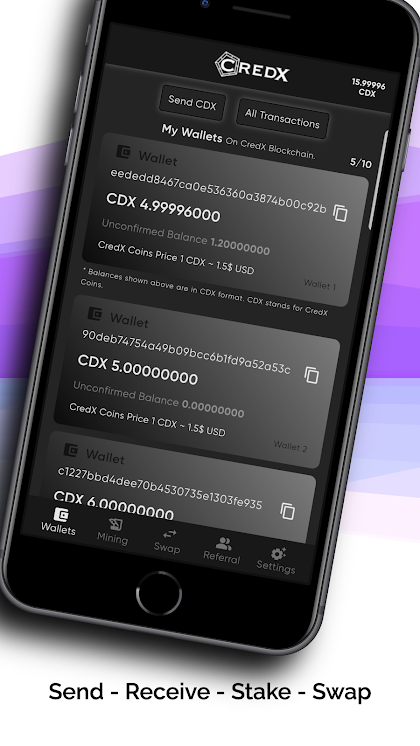 CREDX
15.99996
CDX
Send CDX
All Transactions
My Wallets On CredX Blockchain.
5/10
Wallet
eededd8467ca0e536360a3874b00c92b
CDX 4.99996000
Unconfirmed Balance 1.20000000
CredX Coins Price 1 CDX ~ 1.5$ USD
Wallet 1
* Balances shown above are in CDX format. CDX stands for CredX
Coins.
Wallet
90deb74754a49b09bcc6b1fd9a52a53c
CDX 5.00000000
Unconfirmed Balance 0.00000000
CredX Coins Price 1 CDX ~ 1.5$ USD
Wallet 2
Wallet
c1227bbd4dee70b4530735e1303fe935
CDX 6.00000000
Wallets
Mining
Swap
Referral
Settings
Send - Receive - Stake - Swap